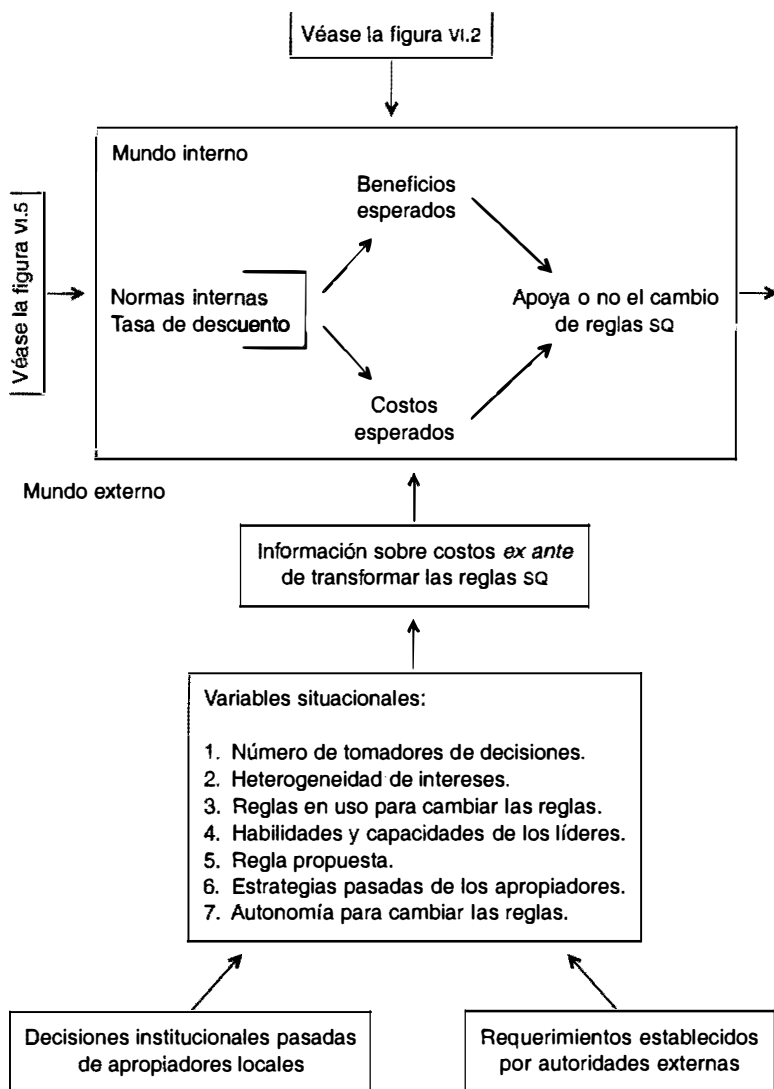 Véase la figura VI.2
Mundo interno
Beneficios
esperados
Véase la figura VI.5
Normas internas
Tasa de descuento
Apoya o no el cambio
de reglas SQ
Costos
esperados
Mundo externo
Información sobre costos ex ante
de transformar las reglas SQ
Variables situacionales:
1. Número de tomadores de decisiones.
2. Heterogeneidad de intereses.
3. Reglas en uso para cambiar las reglas.
4. Habilidades y capacidades de los líderes.
5. Regla propuesta.
6. Estrategias pasadas de los apropiadores.
7. Autonomía para cambiar las reglas.
Decisiones institucionales pasadas
de apropiadores locales
Requerimientos establecidos
por autoridades externas